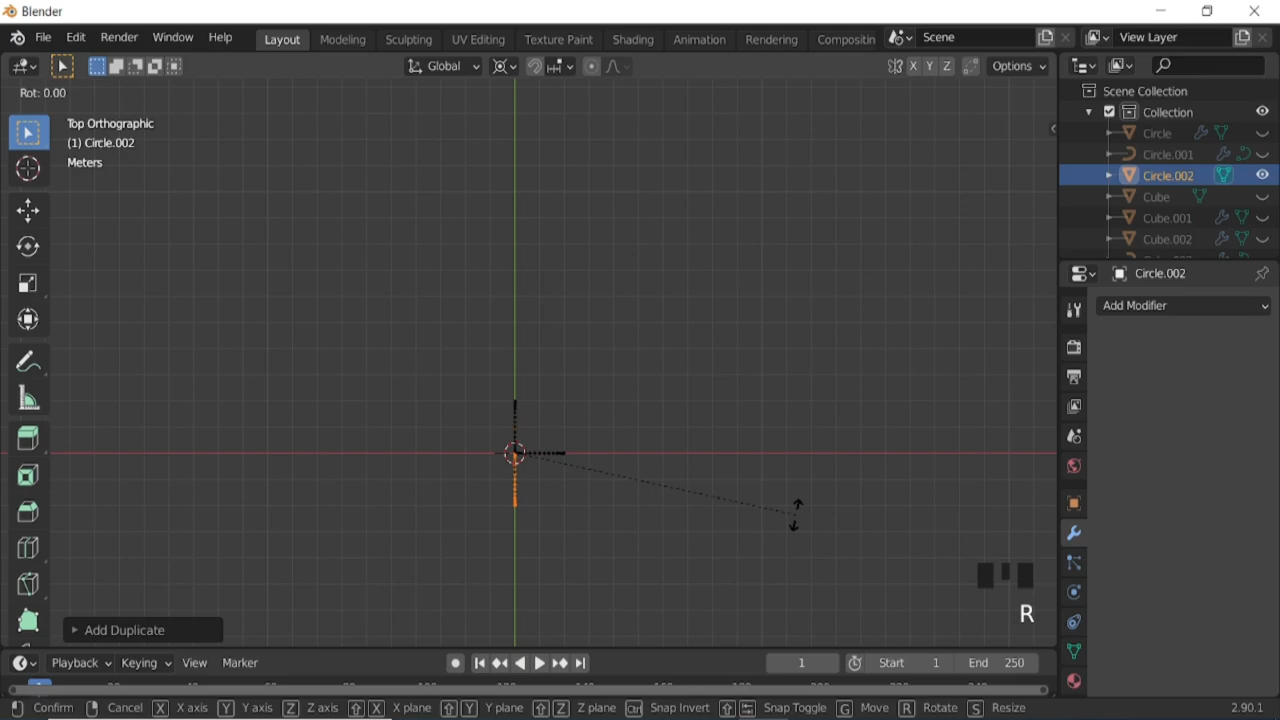 Blender
File Edit Render Window Help
Layout Modeling Sculpting UV Editing Texture Paint Shading Animation Rendering Compositin
Scene View Layer
Global X Y Z Options
Rot: 0.00
Top Orthographic
(1) Circle.002
Meters
Scene Collection
Collection
Circle
Circle.001
Circle.002
Cube
Cube.001
Cube.002
Circle.002
Add Modifier
R
Add Duplicate
Playback Keying View Marker 1 Start 1 End 250
Confirm Cancel X X axis Y Y axis Z Z axis X X plane Y Y plane Z Z plane Ctrl Snap Invert Snap Toggle G Move R Rotate S Resize 2.90.1